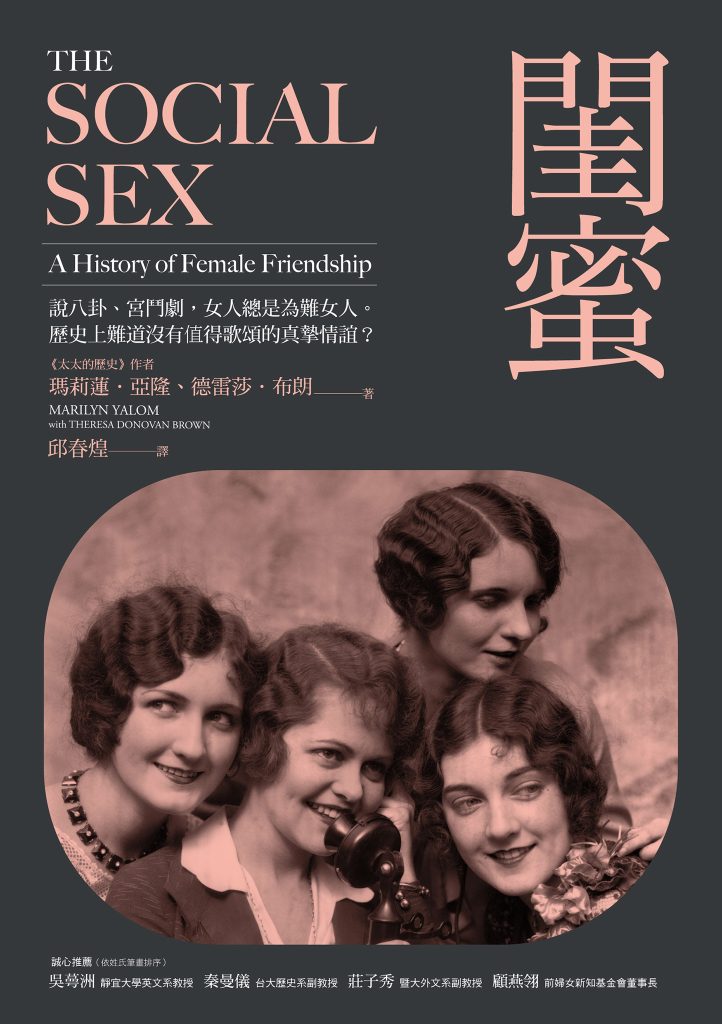 THE
SOCIAL
SEX
A History of Female Friendship
閨蜜
說八卦、宮鬥劇，女人總是為難女人。
歷史上難道沒有值得歌頌的真摯情誼？
《太太的歷史》作者
瑪莉蓮．亞隆、德雷莎．布朗——著
MARILYN YALOM
with THERESA DONOVAN BROWN
邱春煌——譯
誠心推薦（依姓氏筆畫排序）
吳萼洲 靜宜大學英文系教授 秦曼儀 台大歷史系副教授 莊子秀 暨大外文系副教授 顧燕翎 前婦女新知基金會董事長